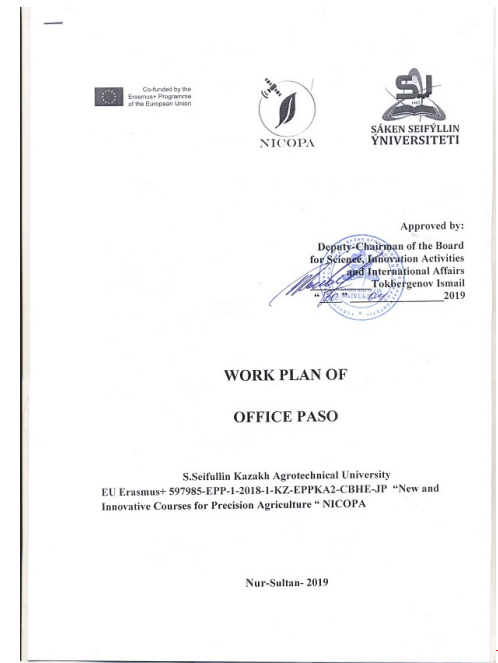 Co-funded by the
Erasmus+ Programme
of the European Union
NICOPA
1957
SÁKEN SEIFÝLLIN
ÝNIVERSITETI
Approved by:
Deputy-Chairman of the Board
for Science, Innovation Activities
and International Affairs
Tokbergenov Ismail
“ ” 2019
WORK PLAN OF
OFFICE PASO
S.Seifullin Kazakh Agrotechnical University
EU Erasmus+ 597985-EPP-1-2018-1-KZ-EPPKA2-CBHE-JP “New and
Innovative Courses for Precision Agriculture “ NICOPA
Nur-Sultan- 2019